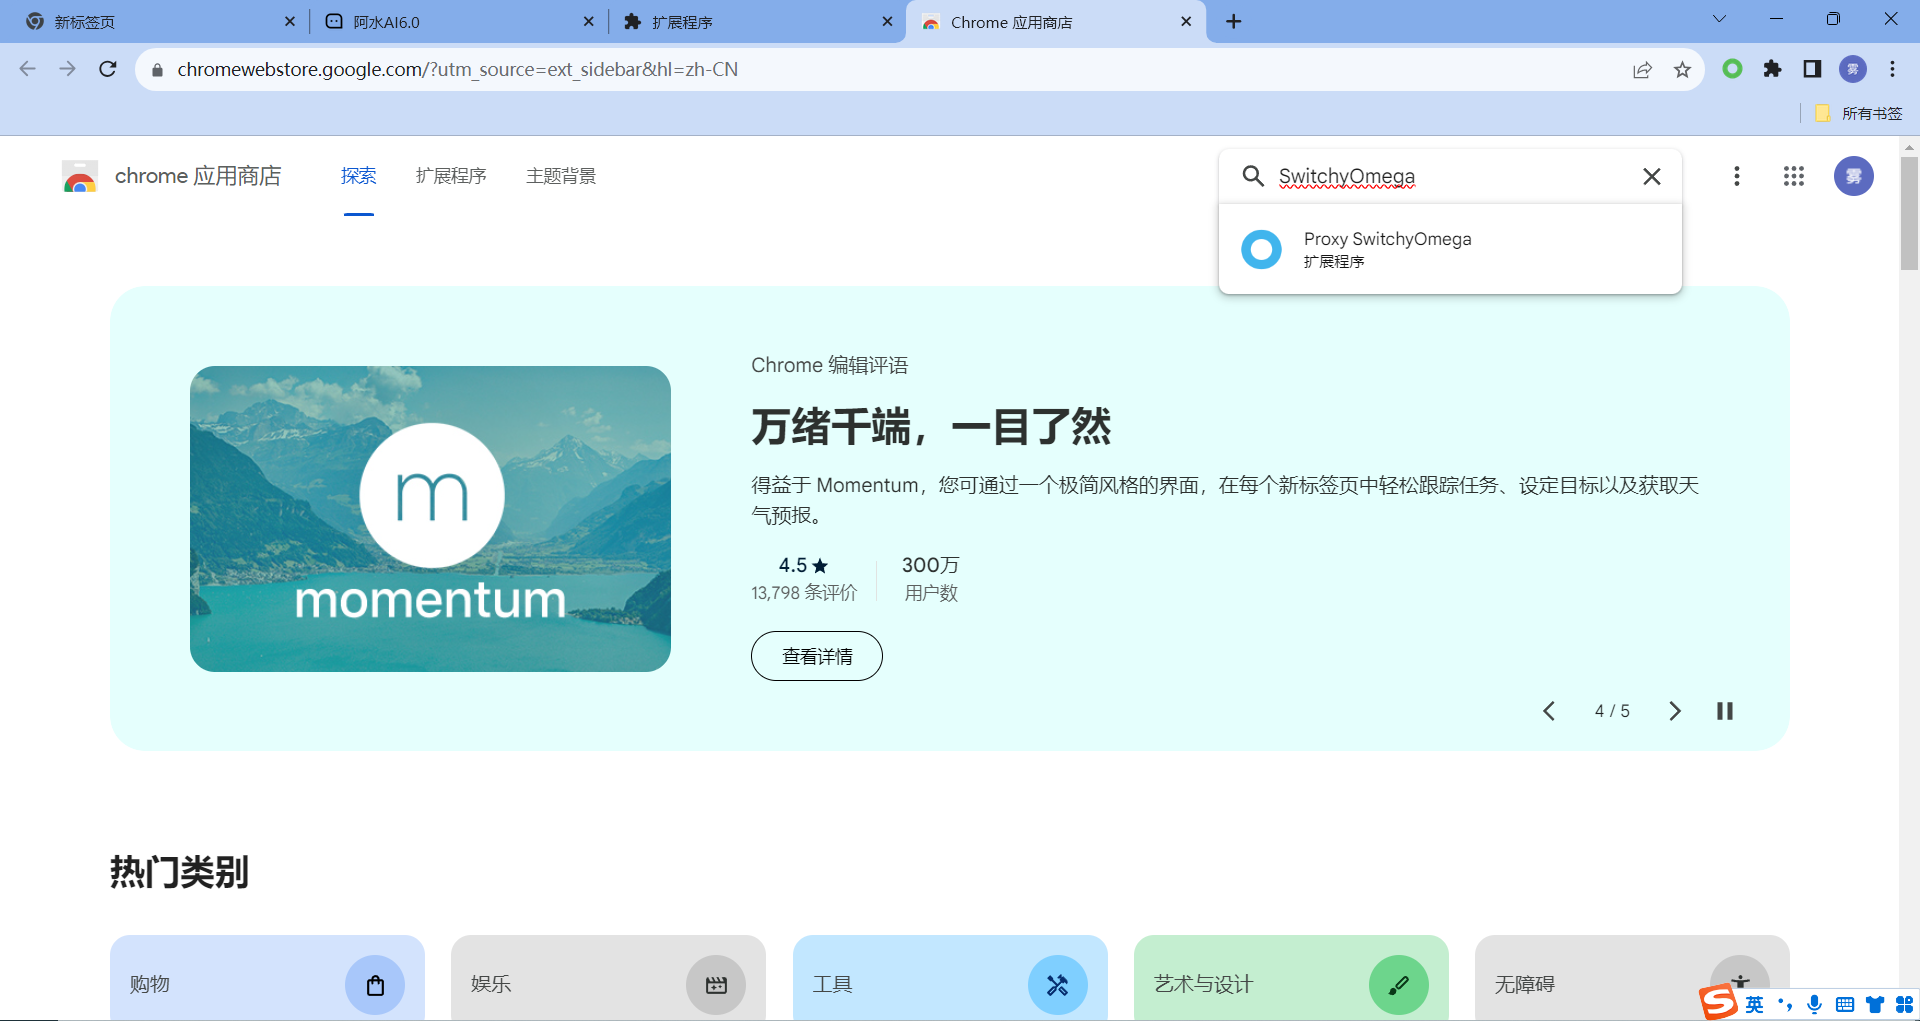 新标签页
阿水AI6.0
扩展程序
Chrome 应用商店
chromewebstore.google.com/?utm_source=ext_sidebar&hl=zh-CN
雾
所有书签
chrome 应用商店
探索
扩展程序
主题背景
SwitchyOmega
雾
Proxy SwitchyOmega
扩展程序
Chrome 编辑评语
万绪千端，一目了然
得益于 Momentum，您可通过一个极简风格的界面，在每个新标签页中轻松跟踪任务、设定目标以及获取天
气预报。
m
momentum
4.5 ★
300万
13,798 条评价
用户数
查看详情
4 / 5
热门类别
购物
娱乐
工具
艺术与设计
无障碍
S
英